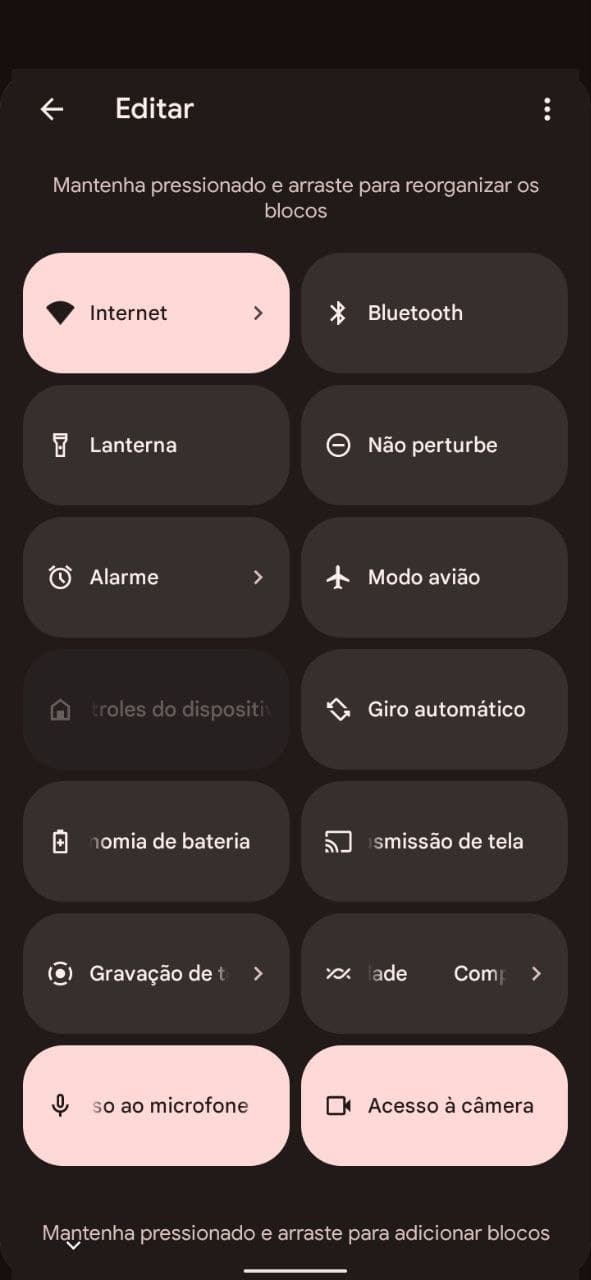 Editar
Mantenha pressionado e arraste para reorganizar os
blocos
Internet
Bluetooth
Lanterna
Não perturbe
Alarme
Modo avião
troles do dispositiv
Giro automático
nomia de bateria
smissão de tela
Gravação de t
lade Comp
so ao microfone
Acesso à câmera
Mantenha pressionado e arraste para adicionar blocos